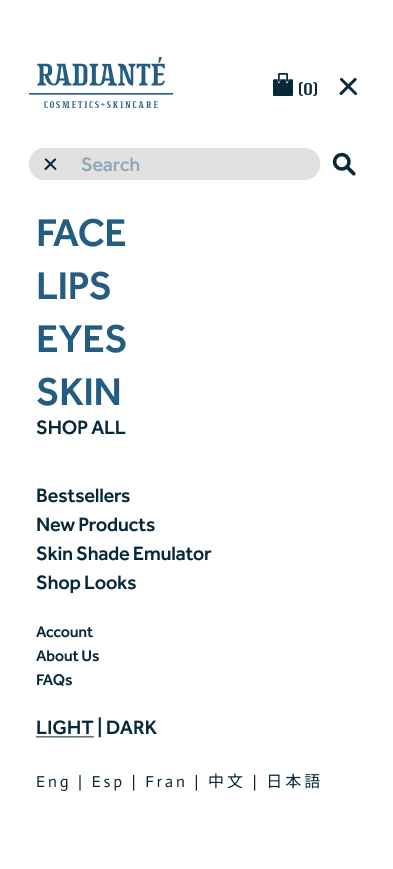 RADIANTÉ
COSMETICS+SKINCARE
(0)
Search
FACE
LIPS
EYES
SKIN
SHOP ALL
Bestsellers
New Products
Skin Shade Emulator
Shop Looks
Account
About Us
FAQs
LIGHT | DARK
Eng | Esp | Fran | 中文 | 日本語